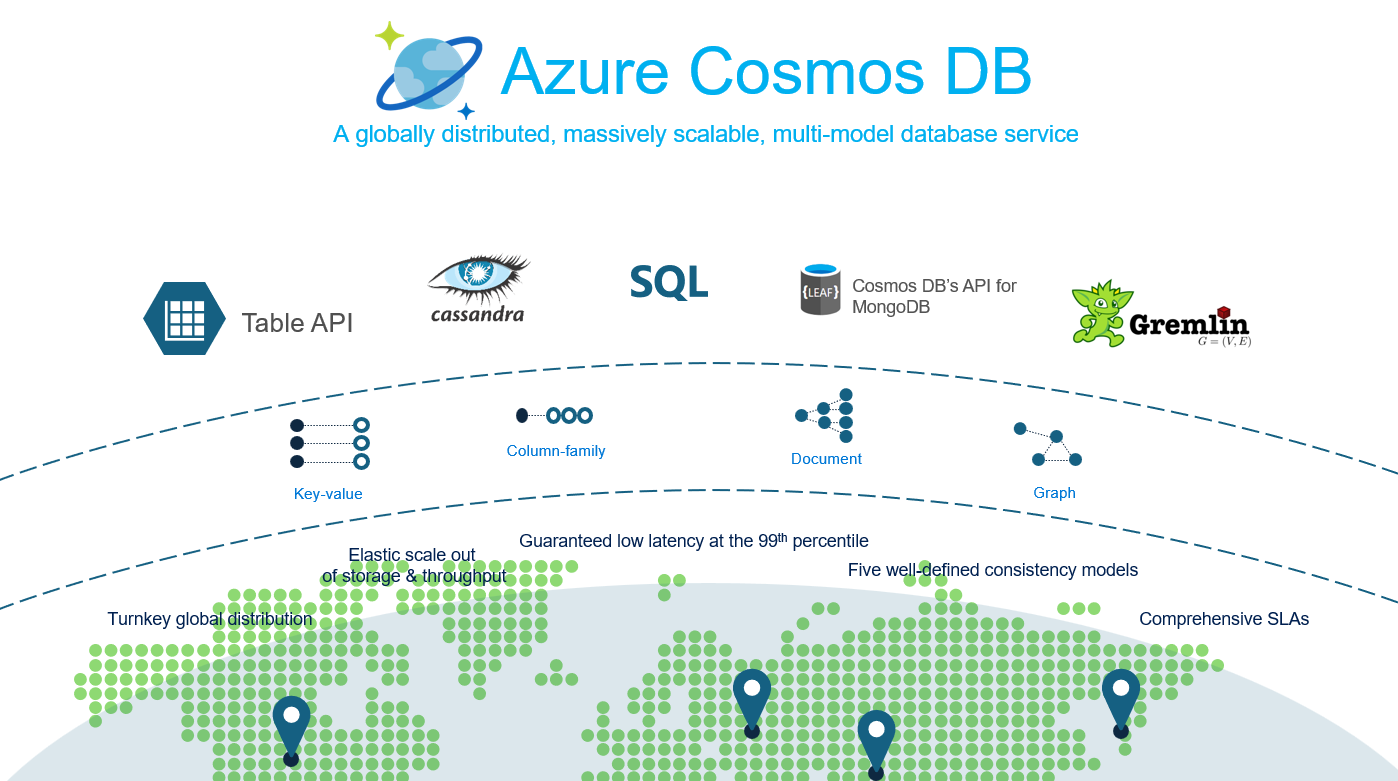 Azure Cosmos DB
A globally distributed, massively scalable, multi-model database service
Table API
cassandra
SQL
{LEAF}
Cosmos DB's API for
MongoDB
Gremlin
G = (V, E)
Key-value
Column-family
Document
Graph
Turnkey global distribution
Elastic scale out
of storage & throughput
Guaranteed low latency at the 99th percentile
Five well-defined consistency models
Comprehensive SLAs